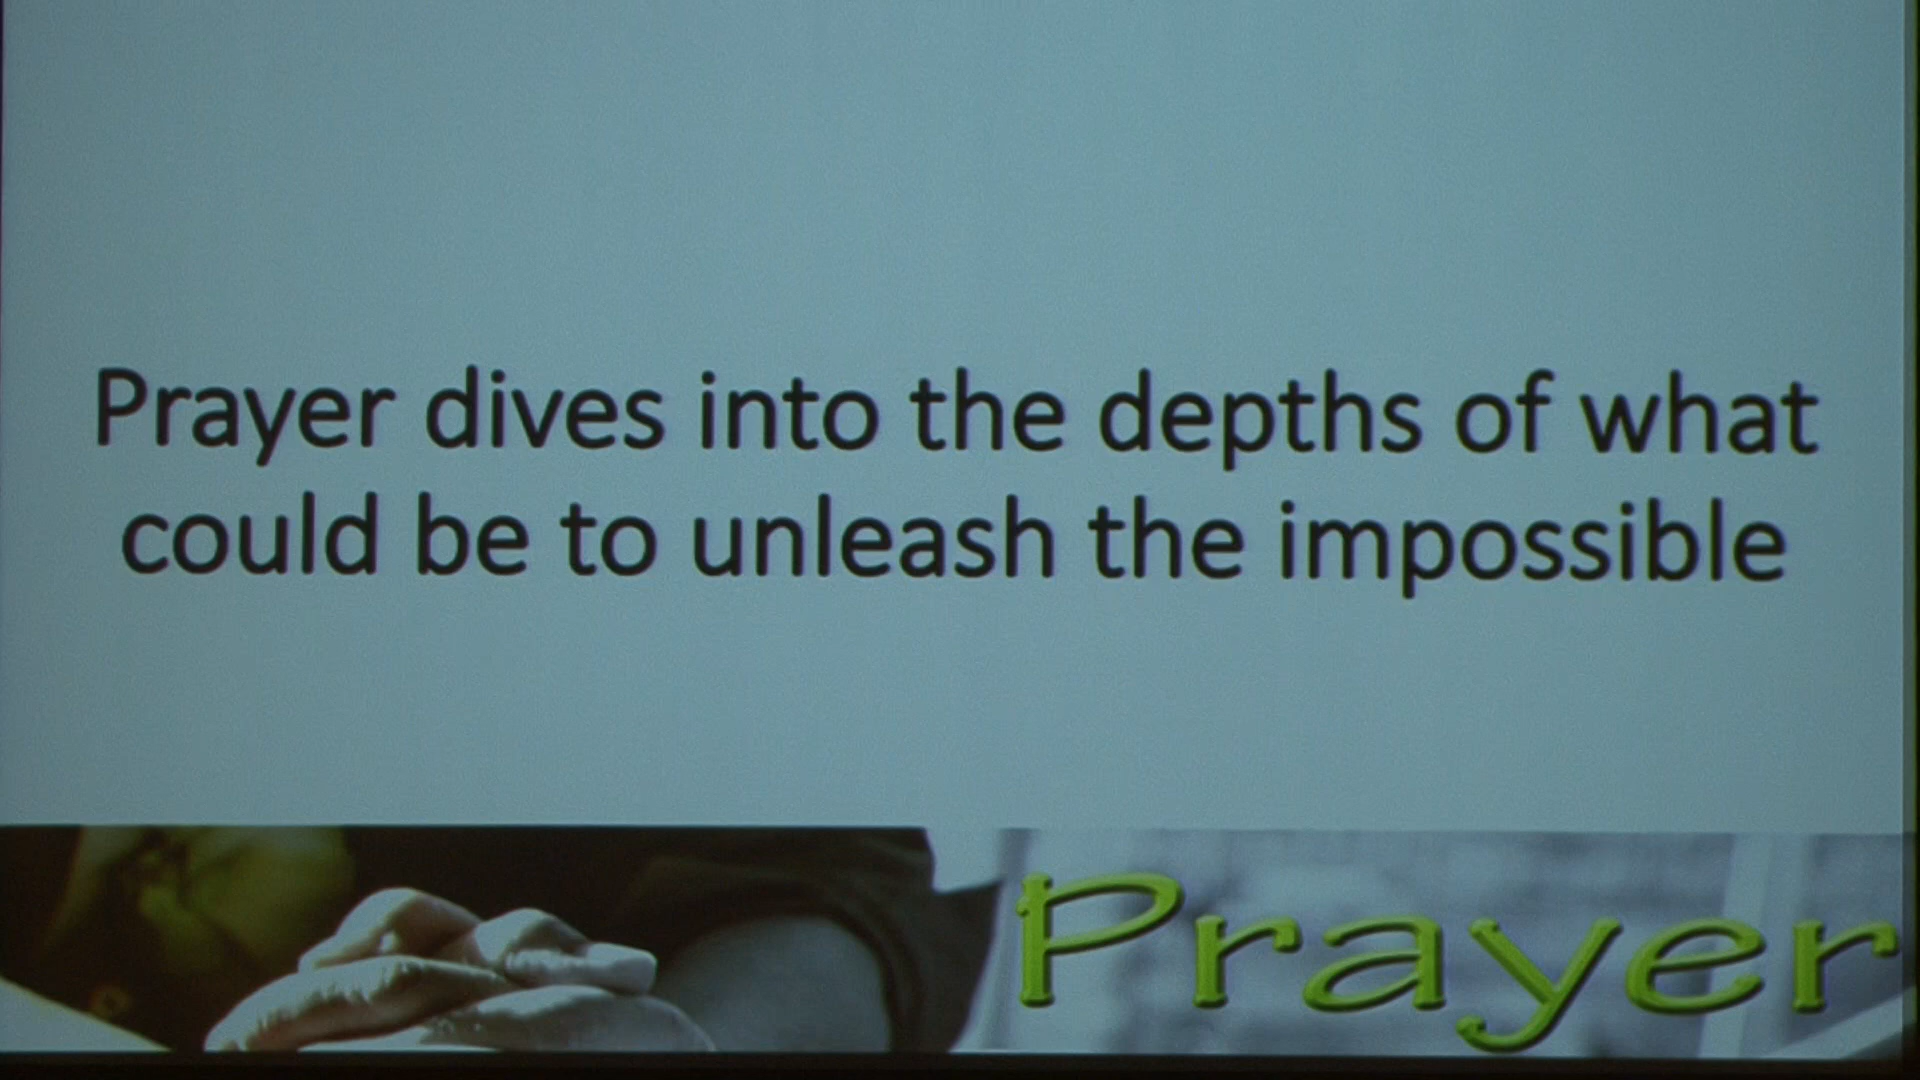 Prayer dives into the depths of what
could be to unleash the impossible
Prayer